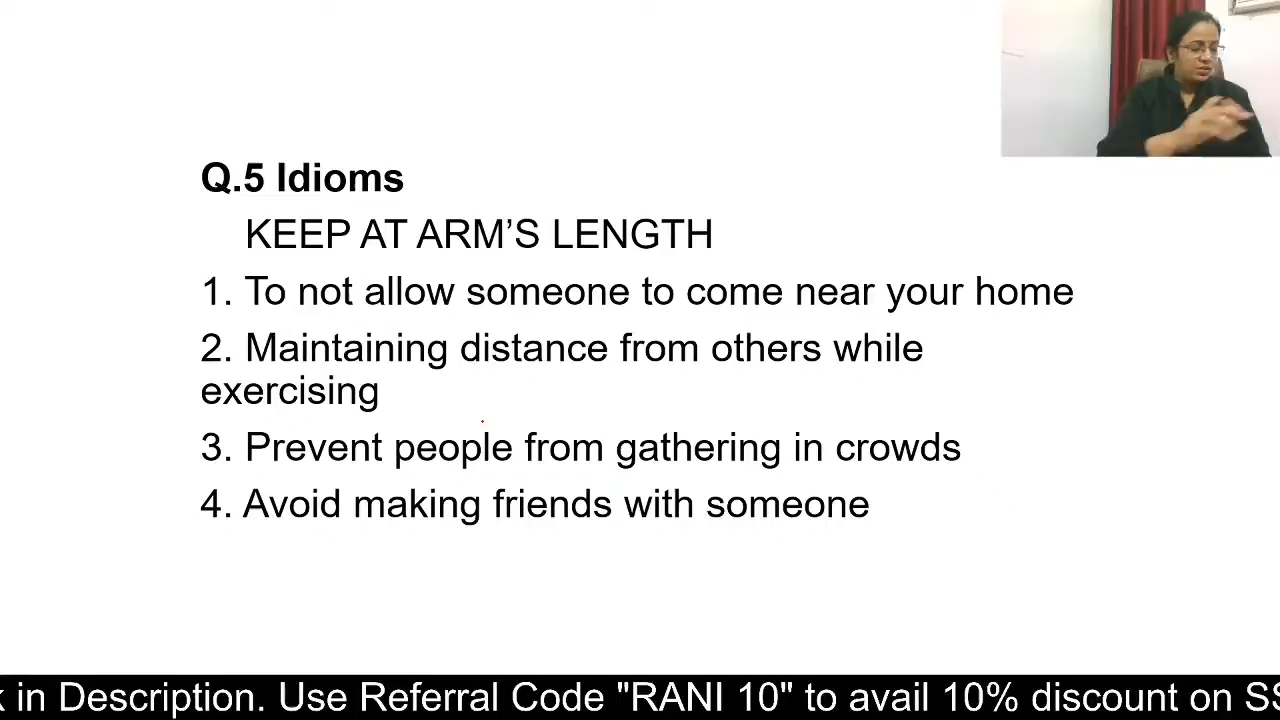 Q.5 Idioms
KEEP AT ARM’S LENGTH
1. To not allow someone to come near your home
2. Maintaining distance from others while
exercising
3. Prevent people from gathering in crowds
4. Avoid making friends with someone
in Description. Use Referral Code "RANI 10" to avail 10% discount on